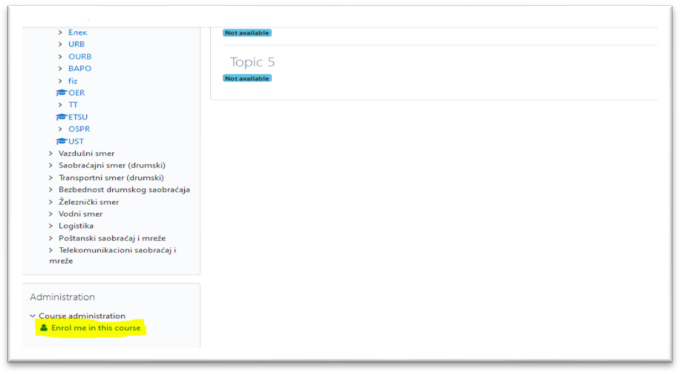 Елек
URB
OURB
BAPO
fiz
OER
TT
ETSU
OSPR
UST
Vazdušni smer
Saobraćajni smer (drumski)
Transportni smer (drumski)
Bezbednost drumskog saobraćaja
Železnički smer
Vodni smer
Logistika
Poštanski saobraćaj i mreže
Telekomunikacioni saobraćaj i
mreže
Administration
Course administration
Enrol me in this course
Not available
Topic 5
Not available